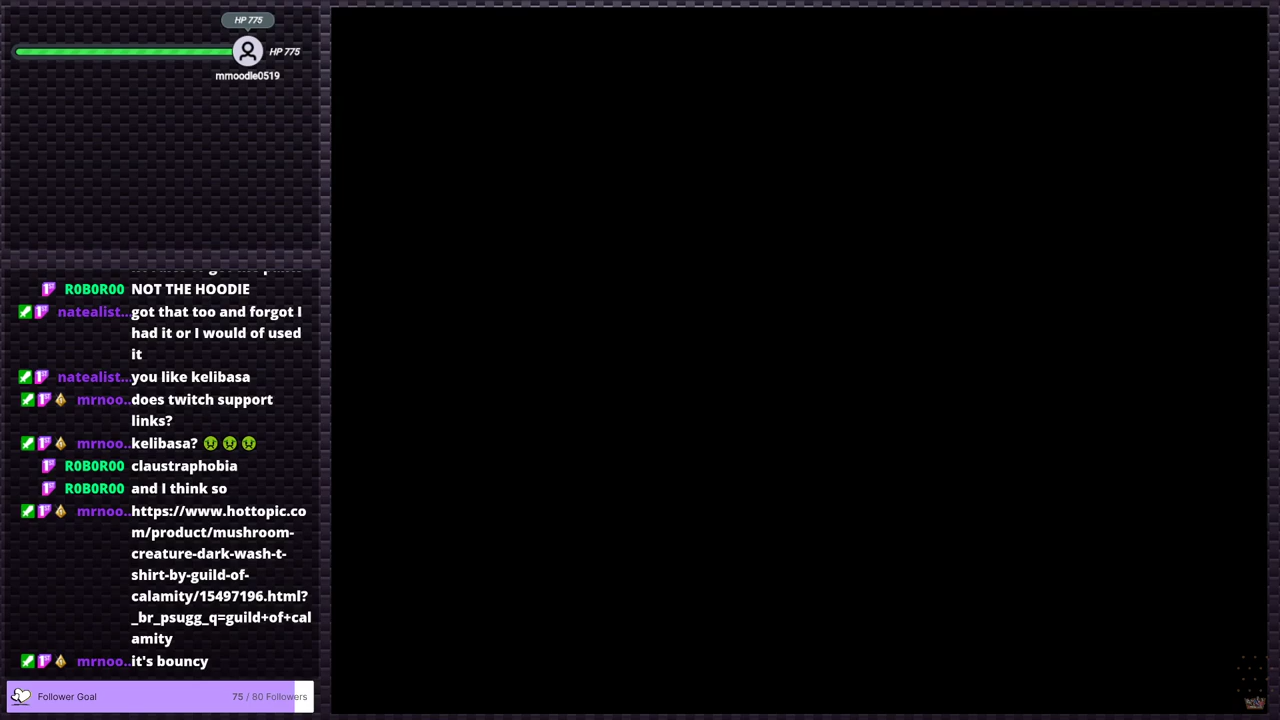 HP 775
HP 775
mmoodle0519
R0B0R00 NOT THE HOODIE
natealist... got that too and forgot I
had it or I would of used
it
natealist... you like kelibasa
mrnoo... does twitch support
links?
mrnoo... kelibasa?
R0B0R00 claustraphobia
R0B0R00 and I think so
mrnoo... https://www.hottopic.co
m/product/mushroom-
creature-dark-wash-t-
shirt-by-guild-of-
calamity/15497196.html?
_br_psugg_q=guild+of+cal
amity
mrnoo... it's bouncy
Follower Goal 75 / 80 Followers